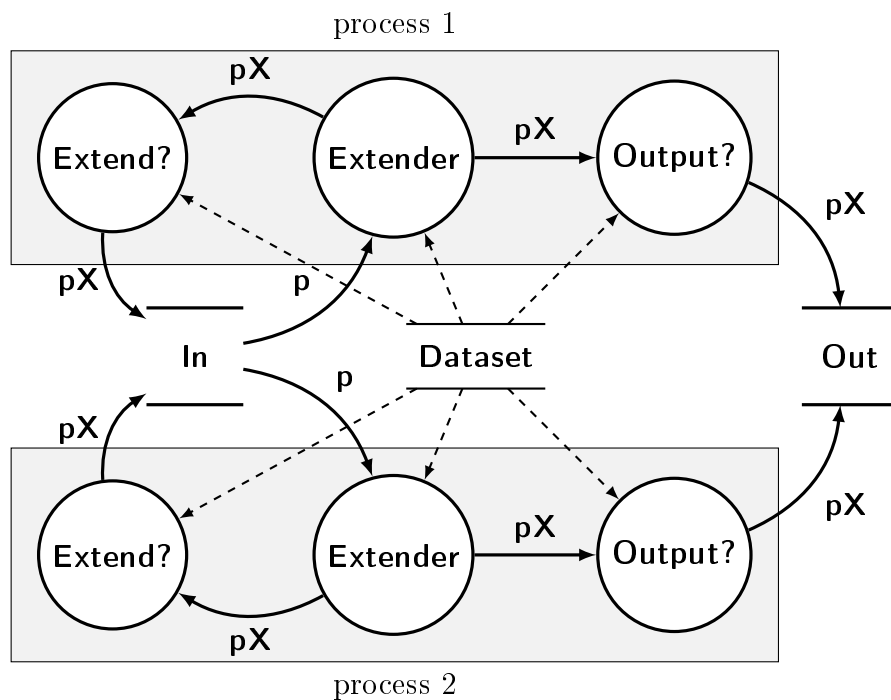 process 1
pX
Extend?
Extender
pX
Output?
pX
pX
p
In
Dataset
Out
p
pX
Extend?
Extender
pX
Output?
pX
pX
process 2